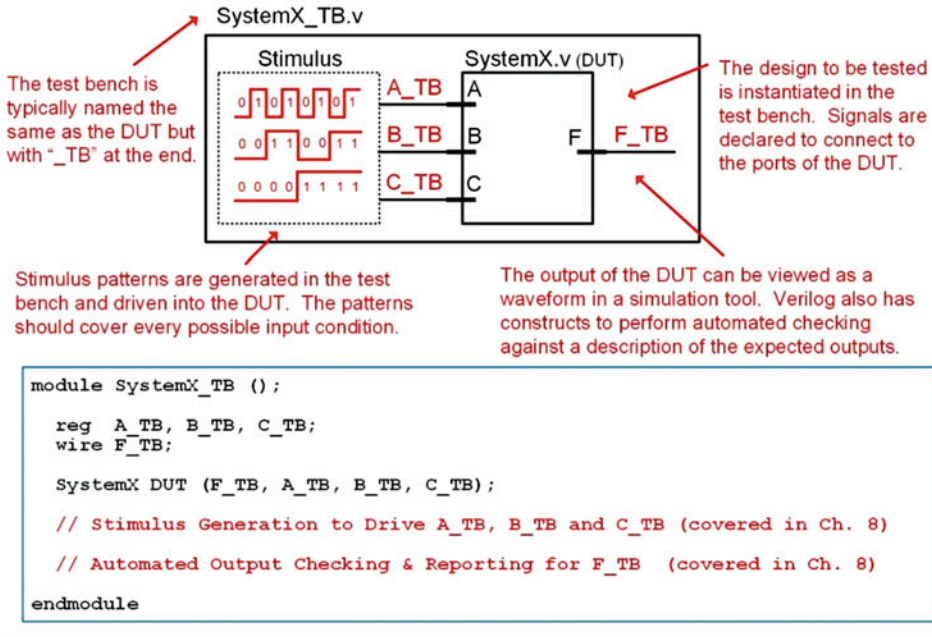 SystemX_TB.v
The test bench is
typically named the
same as the DUT but
with “_TB” at the end.
Stimulus
0 1 0 1 0 1 0 1
0 0 1 1 0 0 1 1
0 0 0 0 1 1 1 1
A_TB
B_TB
C_TB
SystemX.v (DUT)
A
B
C
F
F_TB
The design to be tested
is instantiated in the
test bench. Signals are
declared to connect to
the ports of the DUT.
Stimulus patterns are generated in the test
bench and driven into the DUT. The patterns
should cover every possible input condition.
The output of the DUT can be viewed as a
waveform in a simulation tool. Verilog also has
constructs to perform automated checking
against a description of the expected outputs.
module SystemX_TB ();
reg A_TB, B_TB, C_TB;
wire F_TB;
SystemX DUT (F_TB, A_TB, B_TB, C_TB);
// Stimulus Generation to Drive A_TB, B_TB and C_TB (covered in Ch. 8)
// Automated Output Checking & Reporting for F_TB (covered in Ch. 8)
endmodule